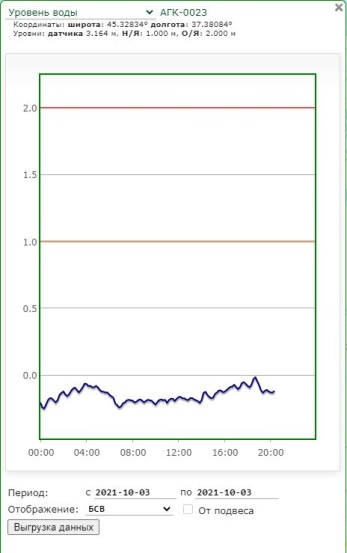 Уровень воды АГК-0023
Координаты: широта: 45.32834° долгота: 37.38084°
Уровни: датчика 3.164 м, Н/Я: 1.000 м, О/Я: 2.000 м
2.0
1.5
1.0
0.5
0.0
00:00 04:00 08:00 12:00 16:00 20:00
Период: с 2021-10-03 по 2021-10-03
Отображение: БСВ От подвеса
Выгрузка данных